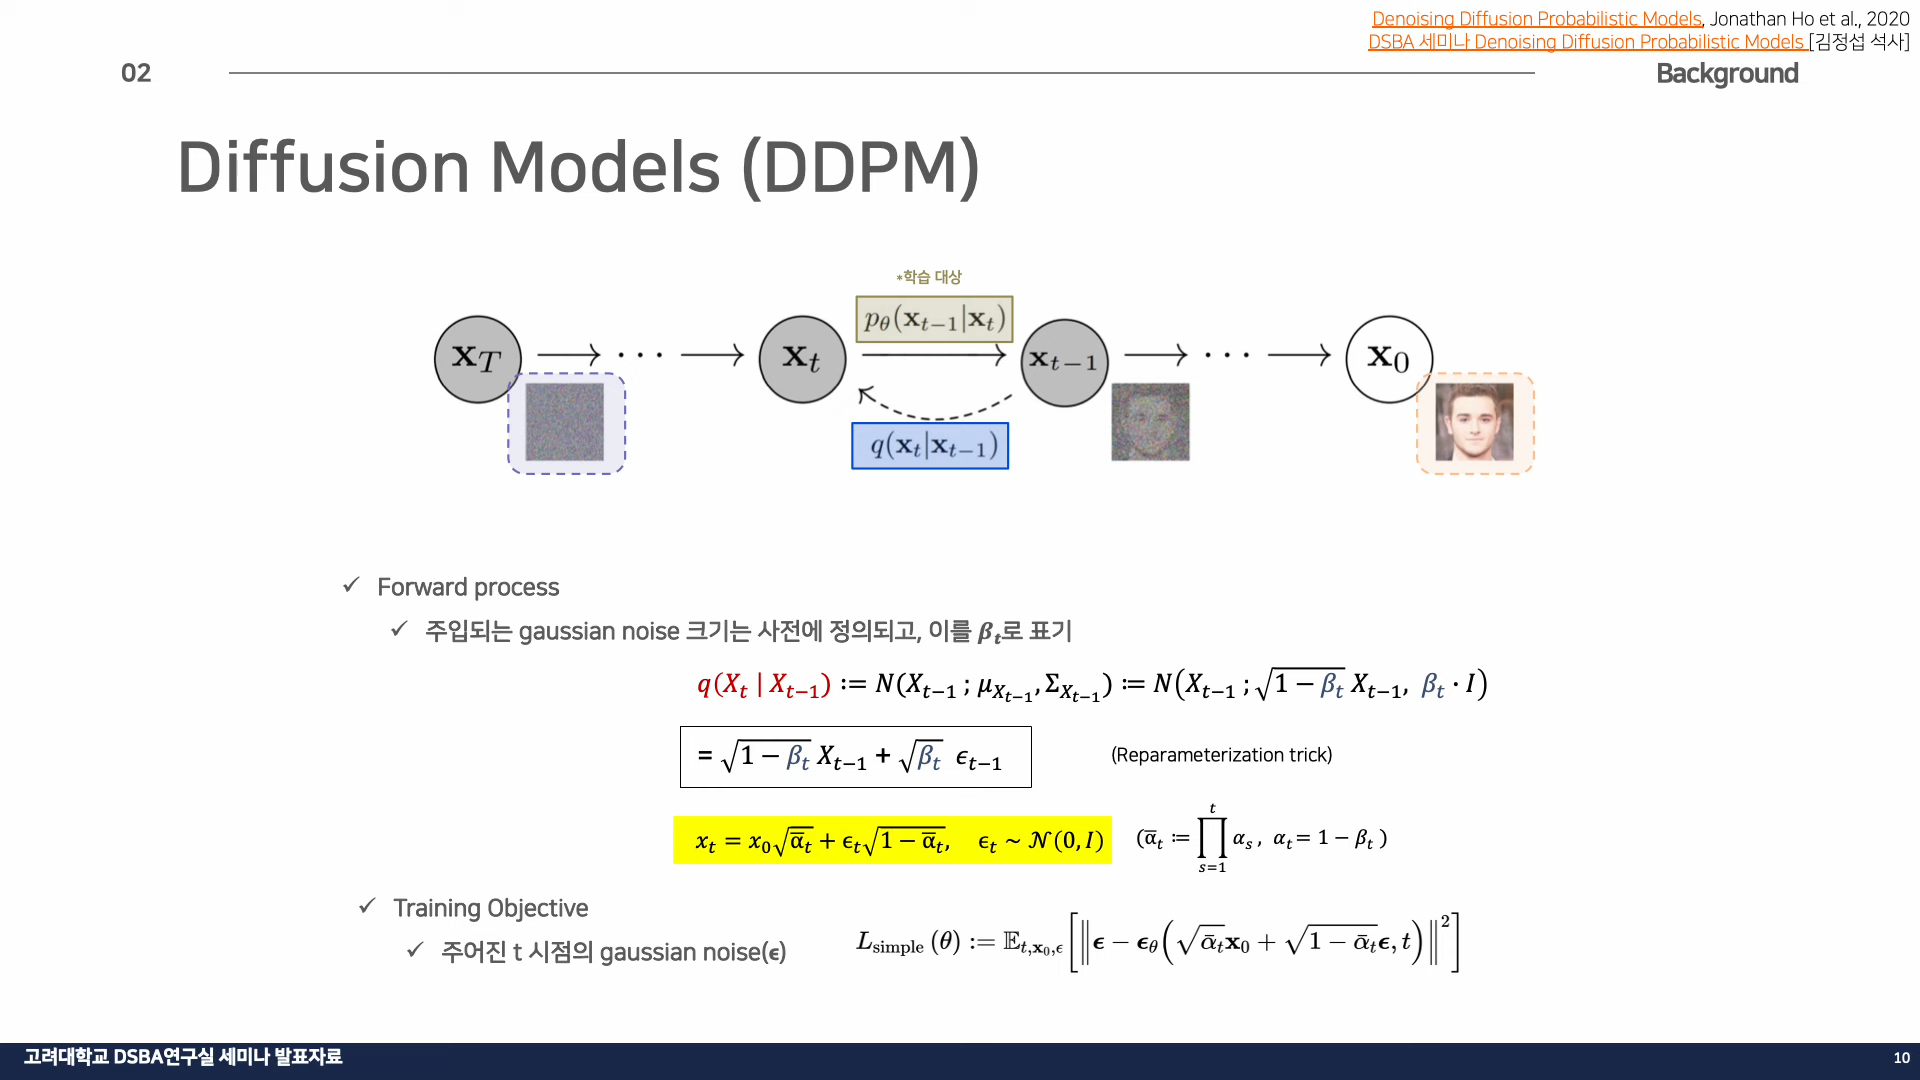 Denoising Diffusion Probabilistic Models, Jonathan Ho et al., 2020
DSBA 세미나 Denoising Diffusion Probabilistic Models [김정섭 석사]
02
Background
Diffusion Models (DDPM)
*학습 대상
p_θ(x_{t−1}|x_t)
x_T → ··· → x_t → x_{t−1} → ··· → x_0
q(x_t|x_{t−1})
✓ Forward process
✓ 주입되는 gaussian noise 크기는 사전에 정의되고, 이를 β_t로 표기
q(X_t | X_{t−1}) ≔ N(X_{t−1} ; μ_{X_{t−1}}, Σ_{X_{t−1}}) ≔ N(X_{t−1} ; √(1 − β_t) X_{t−1}, β_t · I)
= √(1 − β_t) X_{t−1} + √(β_t) ϵ_{t−1} (Reparameterization trick)
x_t = x_0√(ᾱ_t) + ϵ_t√(1 − ᾱ_t), ϵ_t ~ 𝒩(0, I) (ᾱ_t ≔ ∏_{s=1}^{t} α_s , α_t = 1 − β_t )
✓ Training Objective
✓ 주어진 t 시점의 gaussian noise(ϵ)
L_simple (θ) := 𝔼_{t,x_0,ϵ}[‖ϵ − ϵ_θ(√(ᾱ_t)x_0 + √(1 − ᾱ_t)ϵ, t)‖²]
고려대학교 DSBA연구실 세미나 발표자료
10